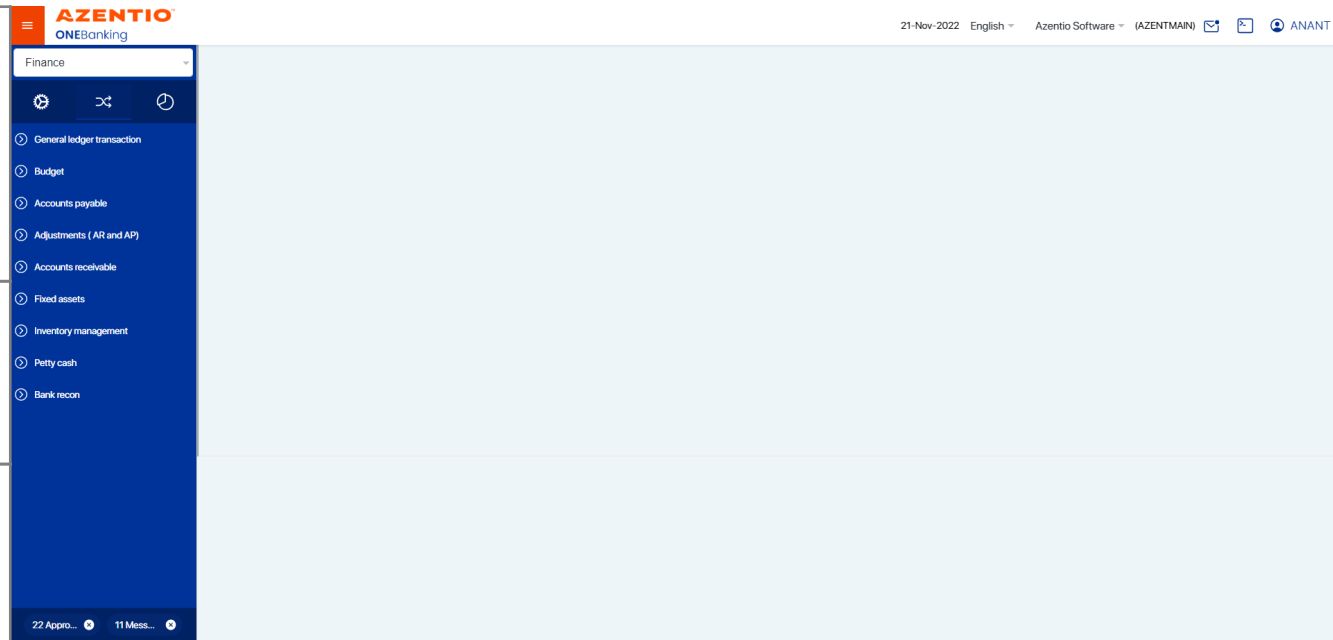 AZENTIO™
ONEBanking
21-Nov-2022 English Azentio Software (AZENTMAIN) ANANT
Finance
General ledger transaction
Budget
Accounts payable
Adjustments ( AR and AP)
Accounts receivable
Fixed assets
Inventory management
Petty cash
Bank recon
22 Appro... 11 Mess...